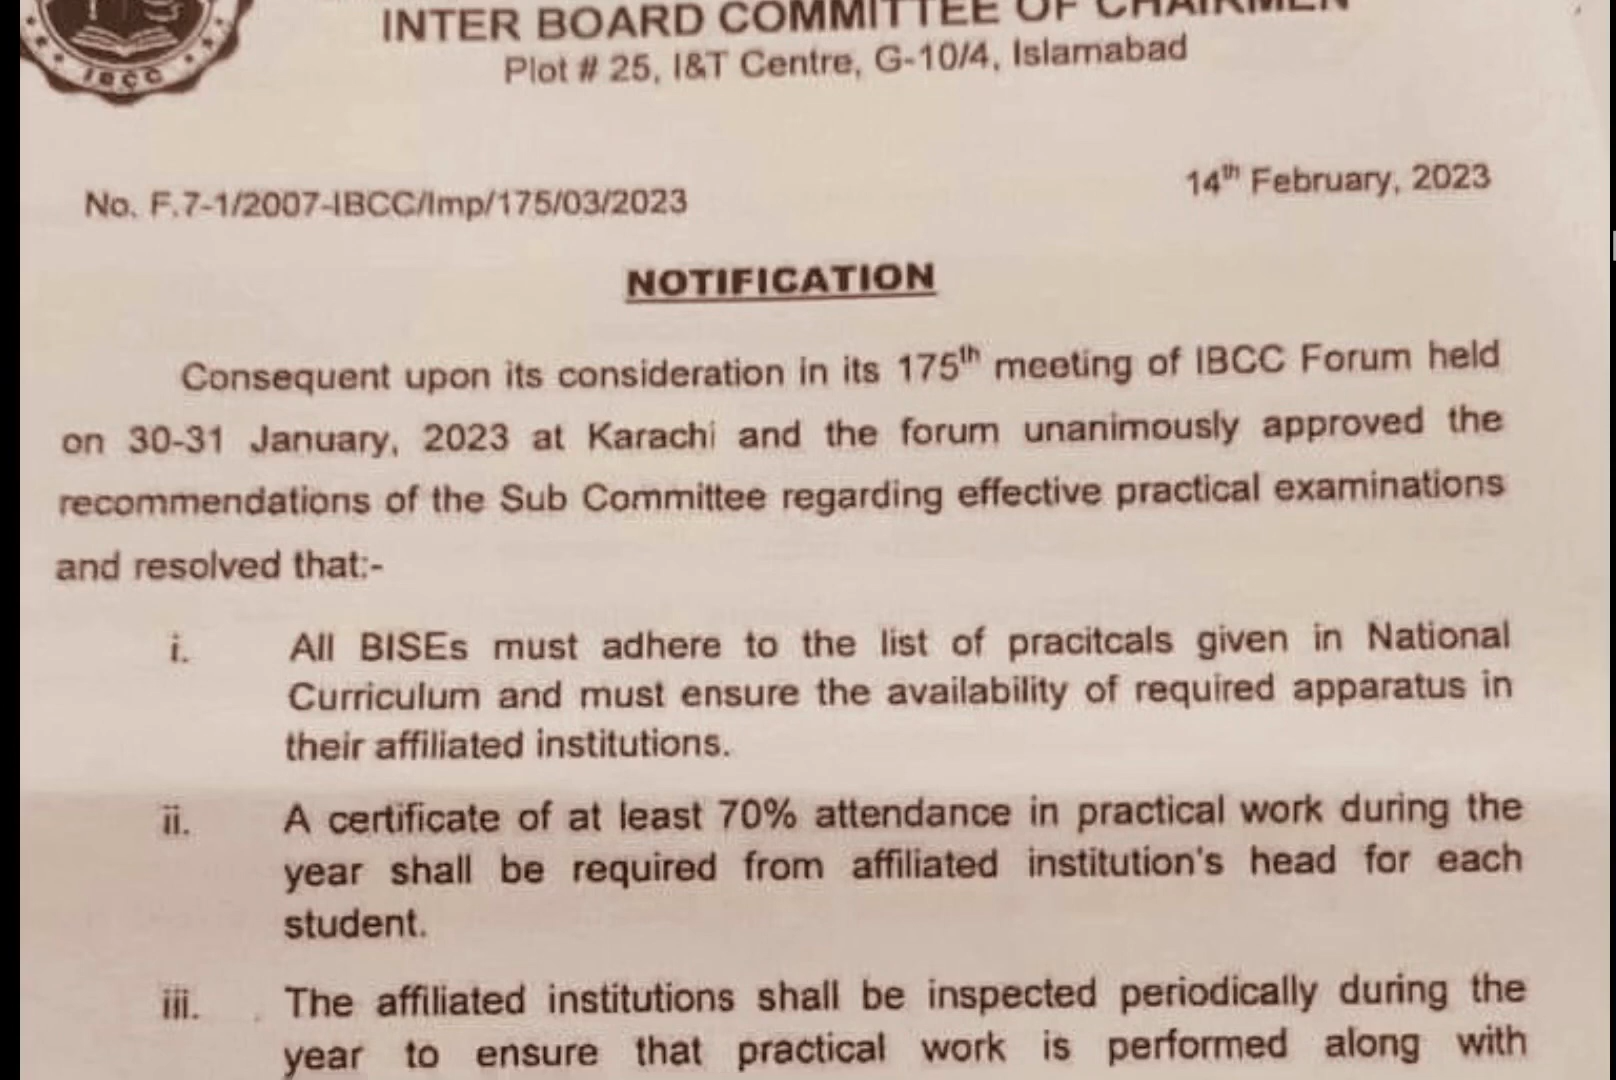 INTER BOARD COMMITTEE OF CHAIRMEN
Plot # 25, I&T Centre, G-10/4, Islamabad
IBCC
No. F.7-1/2007-IBCC/Imp/175/03/2023
14th February, 2023
NOTIFICATION
Consequent upon its consideration in its 175th meeting of IBCC Forum held
on 30-31 January, 2023 at Karachi and the forum unanimously approved the
recommendations of the Sub Committee regarding effective practical examinations
and resolved that:-
i. All BISEs must adhere to the list of pracitcals given in National
Curriculum and must ensure the availability of required apparatus in
their affiliated institutions.
ii. A certificate of at least 70% attendance in practical work during the
year shall be required from affiliated institution's head for each
student.
iii. The affiliated institutions shall be inspected periodically during the
year to ensure that practical work is performed along with